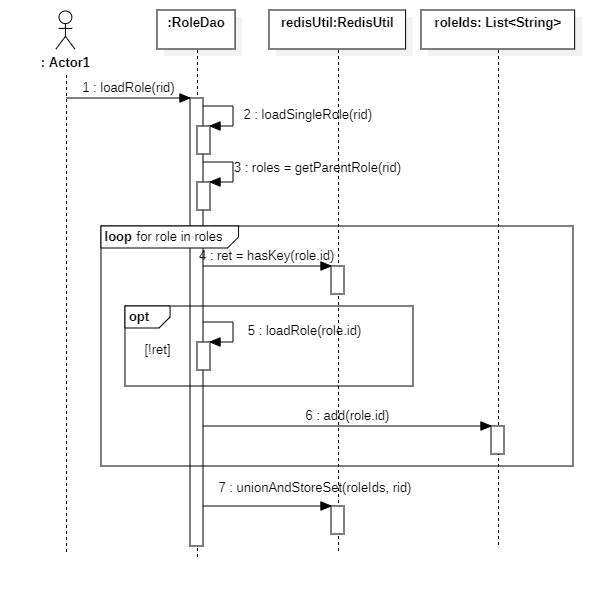 :RoleDao
redisUtil:RedisUtil
roleIds: List<String>
: Actor1
1 : loadRole(rid)
2 : loadSingleRole(rid)
3 : roles = getParentRole(rid)
loop for role in roles
4 : ret = hasKey(role.id)
opt
5 : loadRole(role.id)
[!ret]
6 : add(role.id)
7 : unionAndStoreSet(roleIds, rid)